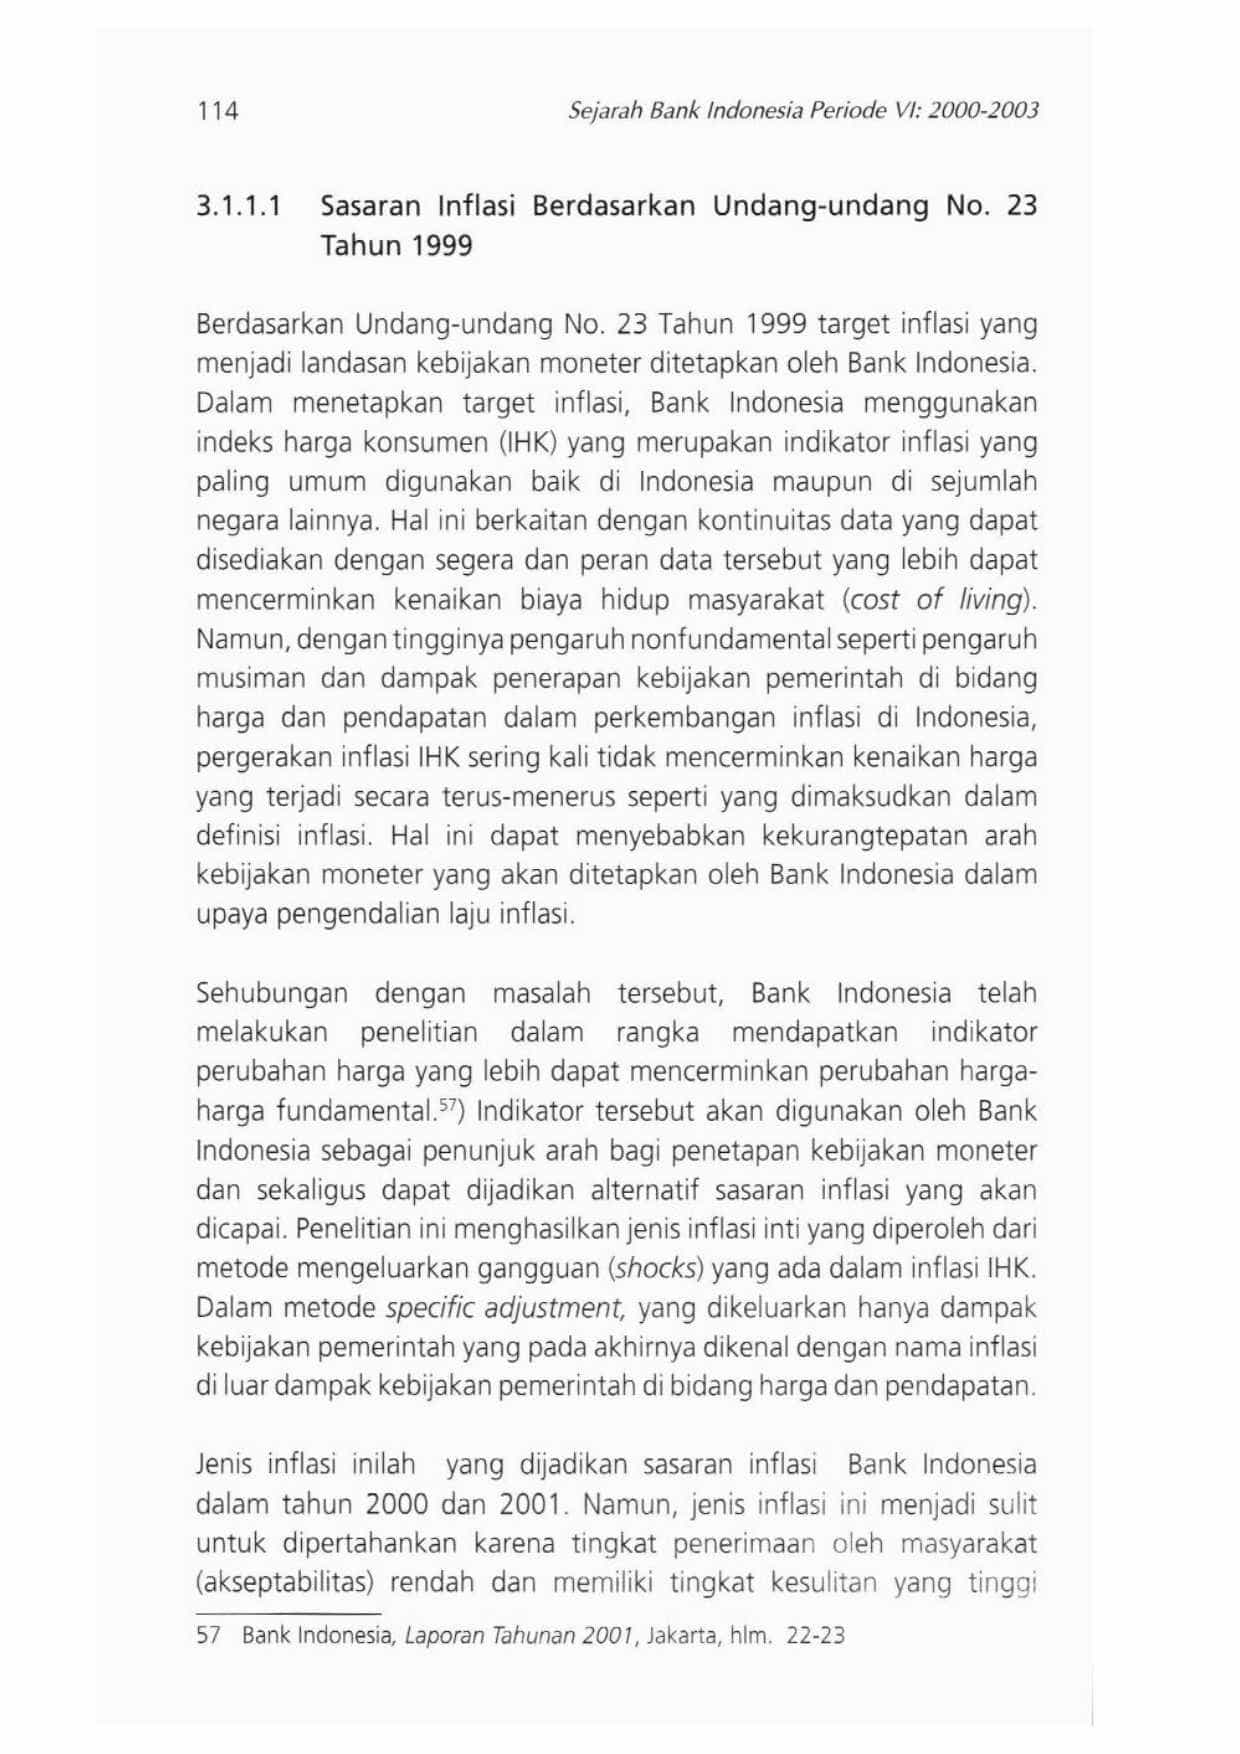 114
Sejarah Bank Indonesia Periode VI: 2000-2003
3.1.1.1 Sasaran Inflasi Berdasarkan Undang-undang No. 23
Tahun 1999
Berdasarkan Undang-undang No. 23 Tahun 1999 target inflasi yang
menjadi landasan kebijakan moneter ditetapkan oleh Bank Indonesia.
Dalam menetapkan target inflasi, Bank Indonesia menggunakan
indeks harga konsumen (IHK) yang merupakan indikator inflasi yang
paling umum digunakan baik di Indonesia maupun di sejumlah
negara lainnya. Hal ini berkaitan dengan kontinuitas data yang dapat
disediakan dengan segera dan peran data tersebut yang lebih dapat
mencerminkan kenaikan biaya hidup masyarakat (cost of living).
Namun, dengan tingginya pengaruh nonfundamental seperti pengaruh
musiman dan dampak penerapan kebijakan pemerintah di bidang
harga dan pendapatan dalam perkembangan inflasi di Indonesia,
pergerakan inflasi IHK sering kali tidak mencerminkan kenaikan harga
yang terjadi secara terus-menerus seperti yang dimaksudkan dalam
definisi inflasi. Hal ini dapat menyebabkan kekurangtepatan arah
kebijakan moneter yang akan ditetapkan oleh Bank Indonesia dalam
upaya pengendalian laju inflasi.
Sehubungan dengan masalah tersebut, Bank Indonesia telah
melakukan penelitian dalam rangka mendapatkan indikator
perubahan harga yang lebih dapat mencerminkan perubahan harga-
harga fundamental.57) Indikator tersebut akan digunakan oleh Bank
Indonesia sebagai penunjuk arah bagi penetapan kebijakan moneter
dan sekaligus dapat dijadikan alternatif sasaran inflasi yang akan
dicapai. Penelitian ini menghasilkan jenis inflasi inti yang diperoleh dari
metode mengeluarkan gangguan (shocks) yang ada dalam inflasi IHK.
Dalam metode specific adjustment, yang dikeluarkan hanya dampak
kebijakan pemerintah yang pada akhirnya dikenal dengan nama inflasi
di luar dampak kebijakan pemerintah di bidang harga dan pendapatan.
Jenis inflasi inilah yang dijadikan sasaran inflasi Bank Indonesia
dalam tahun 2000 dan 2001. Namun, jenis inflasi ini menjadi sulit
untuk dipertahankan karena tingkat penerimaan oleh masyarakat
(akseptabilitas) rendah dan memiliki tingkat kesulitan yang tinggi
57 Bank Indonesia, Laporan Tahunan 2001, Jakarta, hlm. 22-23